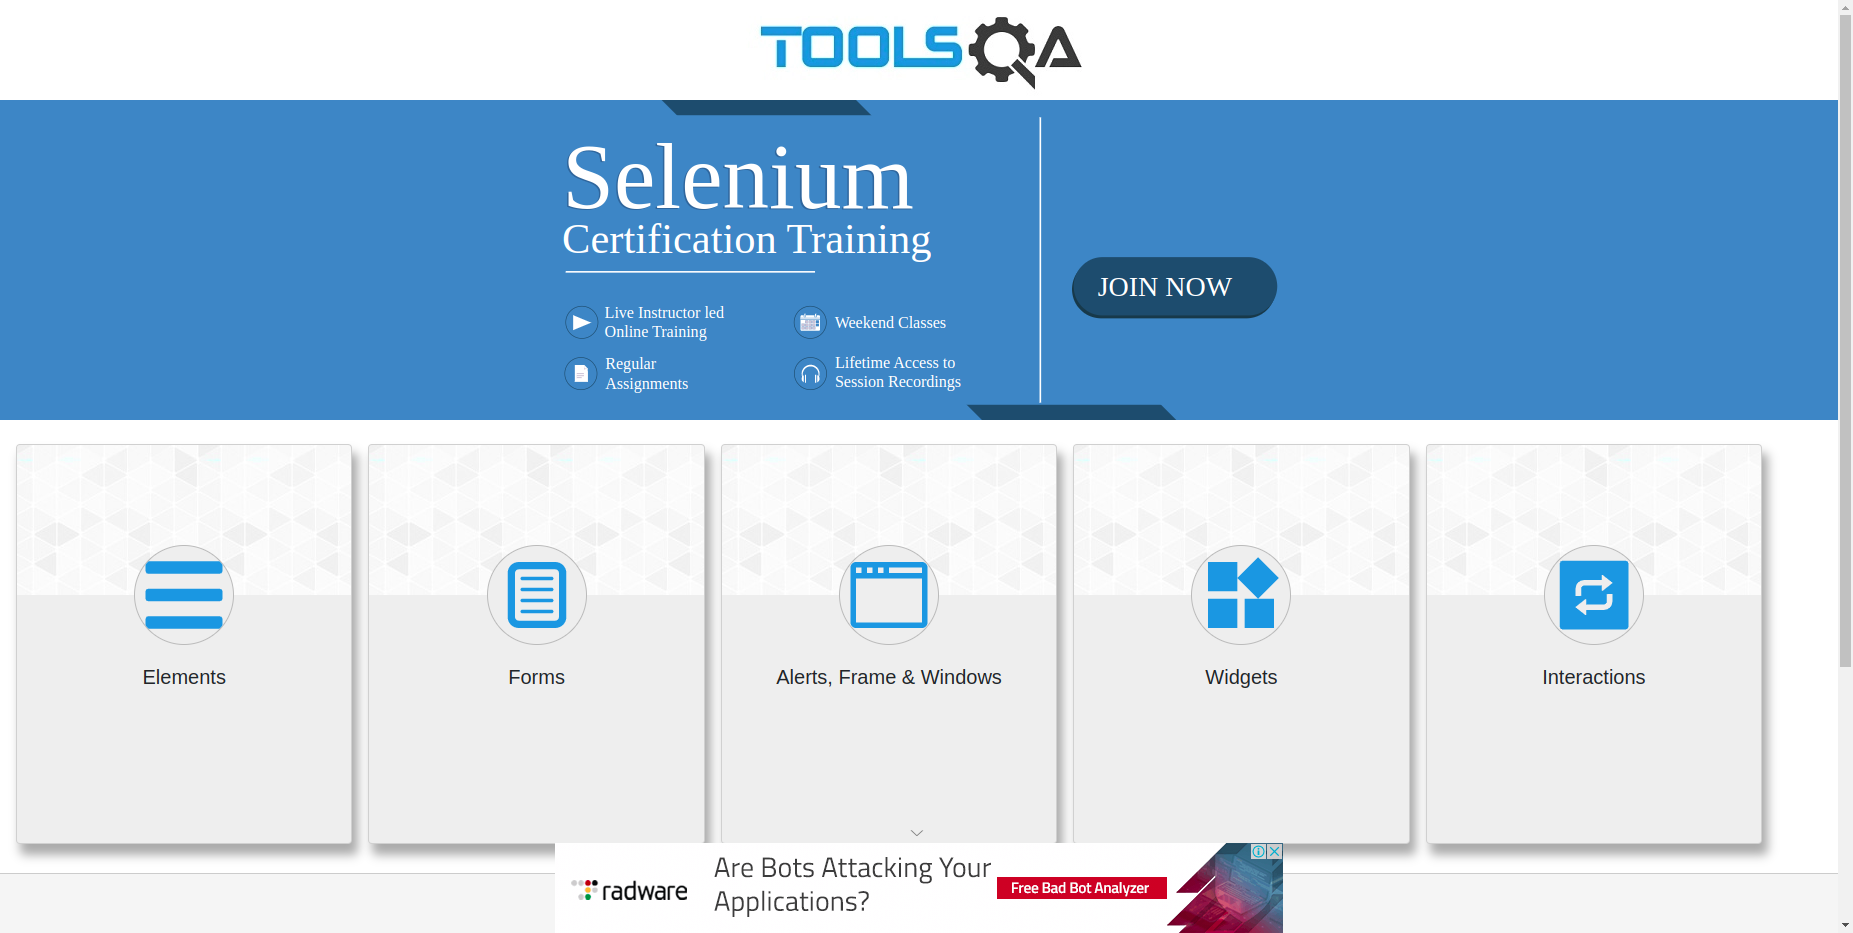 TOOLSQA
Selenium
Certification Training
JOIN NOW
Live Instructor led
Online Training
Weekend Classes
Regular
Assignments
Lifetime Access to
Session Recordings
Elements
Forms
Alerts, Frame & Windows
Widgets
Interactions
radware
Are Bots Attacking Your
Applications?
Free Bad Bot Analyzer